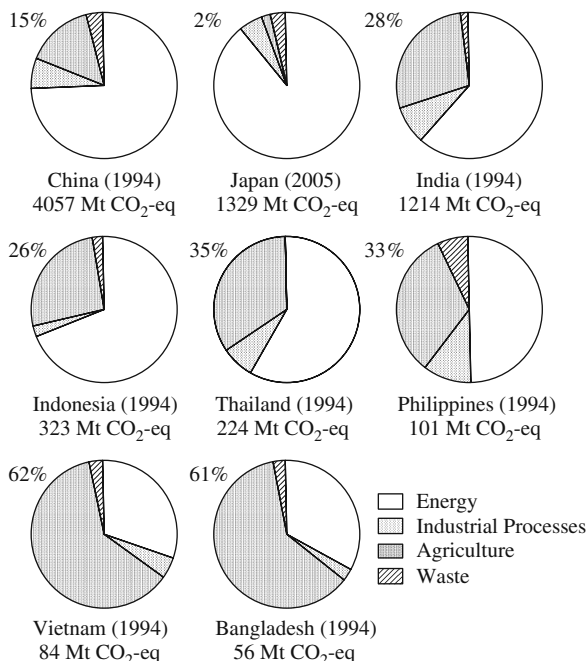 15%
2%
28%
China (1994)
4057 Mt CO₂-eq
Japan (2005)
1329 Mt CO₂-eq
India (1994)
1214 Mt CO₂-eq
26%
35%
33%
Indonesia (1994)
323 Mt CO₂-eq
Thailand (1994)
224 Mt CO₂-eq
Philippines (1994)
101 Mt CO₂-eq
62%
61%
Energy
Industrial Processes
Agriculture
Waste
Vietnam (1994)
84 Mt CO₂-eq
Bangladesh (1994)
56 Mt CO₂-eq